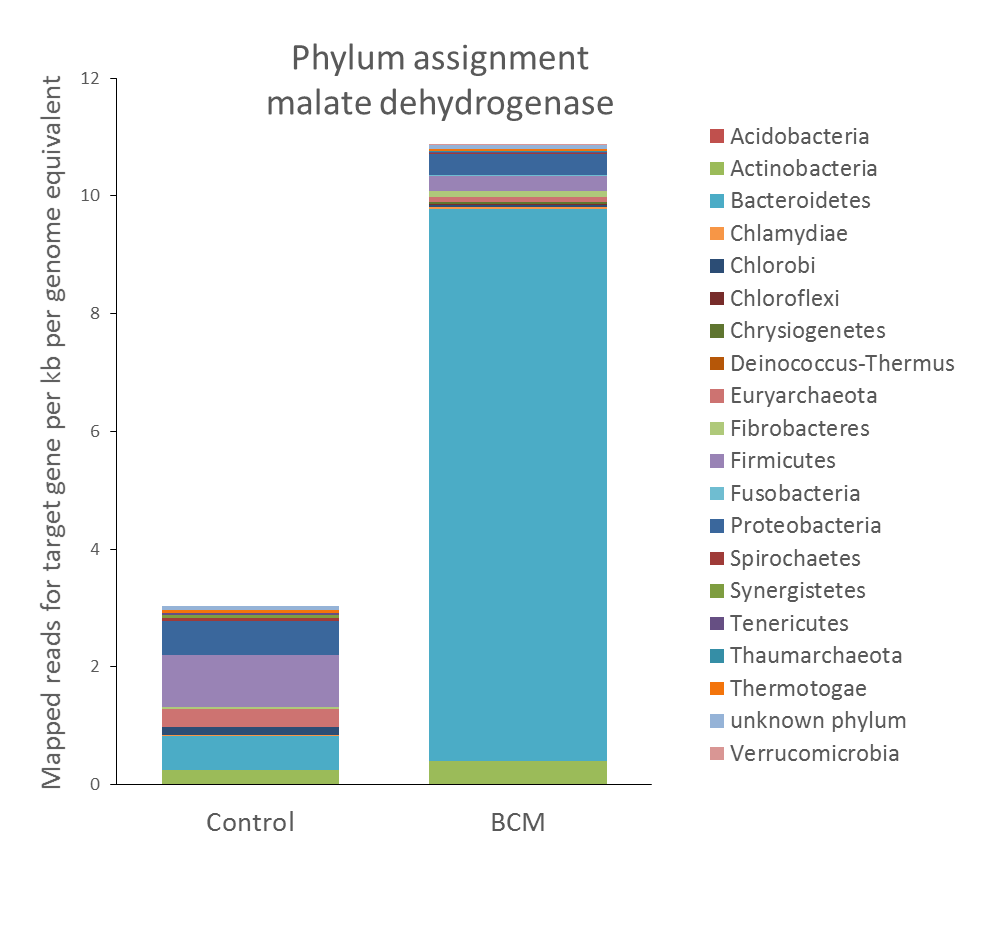 Phylum assignment
malate dehydrogenase
Mapped reads for target gene per kb per genome equivalent
12
10
8
6
4
2
0
Control
BCM
Acidobacteria
Actinobacteria
Bacteroidetes
Chlamydiae
Chlorobi
Chloroflexi
Chrysiogenetes
Deinococcus-Thermus
Euryarchaeota
Fibrobacteres
Firmicutes
Fusobacteria
Proteobacteria
Spirochaetes
Synergistetes
Tenericutes
Thaumarchaeota
Thermotogae
unknown phylum
Verrucomicrobia